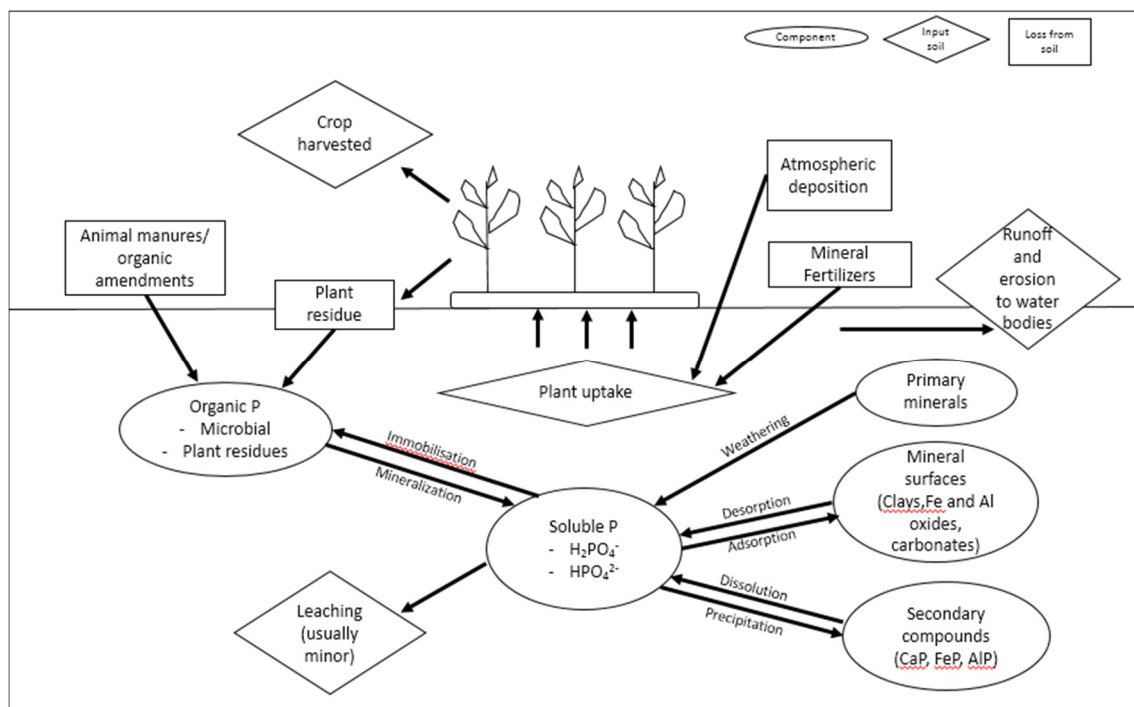 Component
Input
soil
Loss from
soil
Crop
harvested
Atmospheric
deposition
Animal manures/
organic
amendments
Mineral
Fertilizers
Runoff
and
erosion
to water
bodies
Plant
residue
Plant uptake
Primary
minerals
Organic P
- Microbial
- Plant residues
Immobilisation
Mineralization
Weathering
Mineral
surfaces
(Clays,Fe and Al
oxides,
carbonates)
Desorption
Adsorption
Soluble P
- H₂PO₄⁻
- HPO₄²⁻
Dissolution
Precipitation
Leaching
(usually
minor)
Secondary
compounds
(CaP, FeP, AlP)